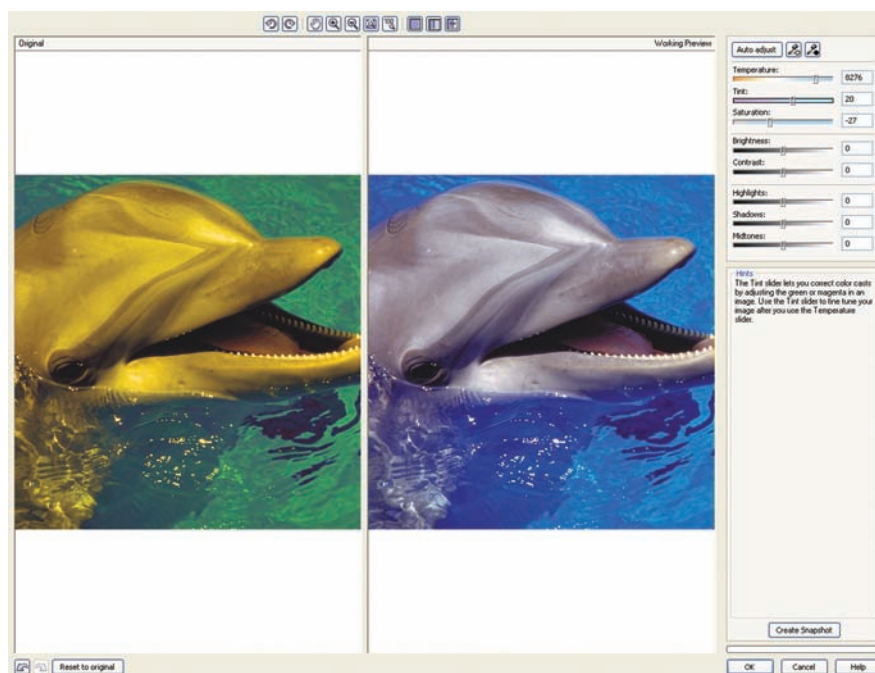 Original
Working Preview
Auto adjust
Temperature:
8276
Tint:
20
Saturation:
-27
Brightness:
0
Contrast:
0
Highlights:
0
Shadows:
0
Midtones:
0
Hints
The Tint slider lets you correct color casts
by adjusting the green or magenta in an
image. Use the Tint slider to fine tune your
image after you use the Temperature
slider.
Create Snapshot
Reset to original
OK
Cancel
Help